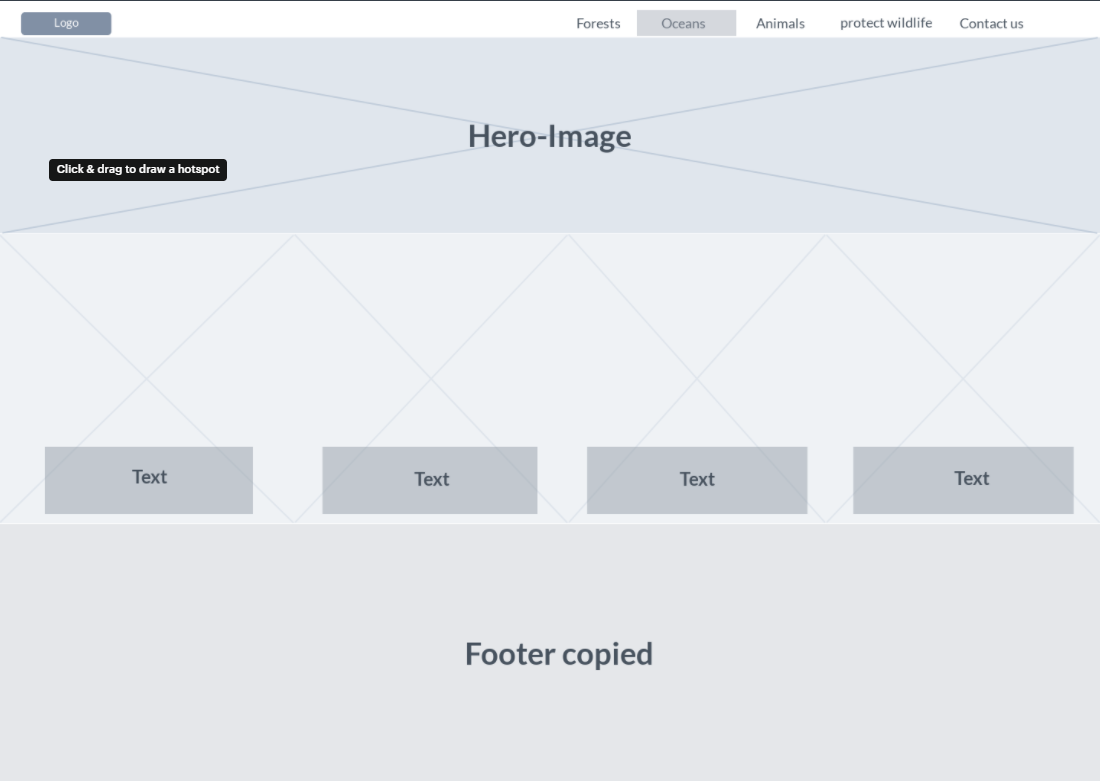 Logo
Forests
Oceans
Animals
protect wildlife
Contact us
Hero-Image
Click & drag to draw a hotspot
Text
Text
Text
Text
Footer copied